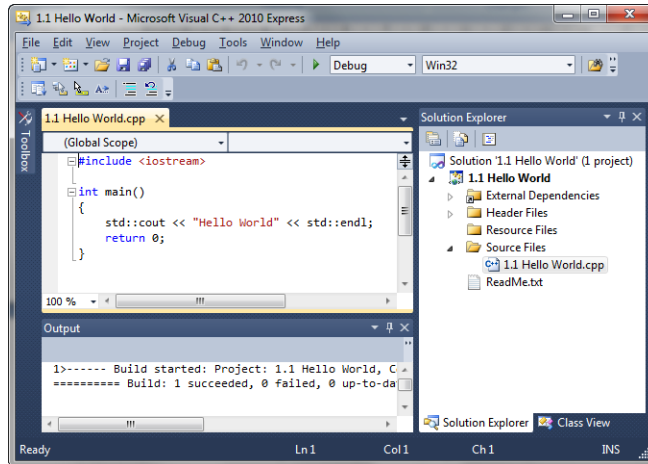 1.1 Hello World - Microsoft Visual C++ 2010 Express
File Edit View Project Debug Tools Window Help
Debug Win32
Toolbox
1.1 Hello World.cpp
(Global Scope)
#include <iostream>
int main()
{
std::cout << "Hello World" << std::endl;
return 0;
}
100 %
Output
1>------ Build started: Project: 1.1 Hello World, C
========== Build: 1 succeeded, 0 failed, 0 up-to-da
Solution Explorer
Solution '1.1 Hello World' (1 project)
1.1 Hello World
External Dependencies
Header Files
Resource Files
Source Files
1.1 Hello World.cpp
ReadMe.txt
Solution Explorer Class View
Ready Ln 1 Col 1 Ch 1 INS